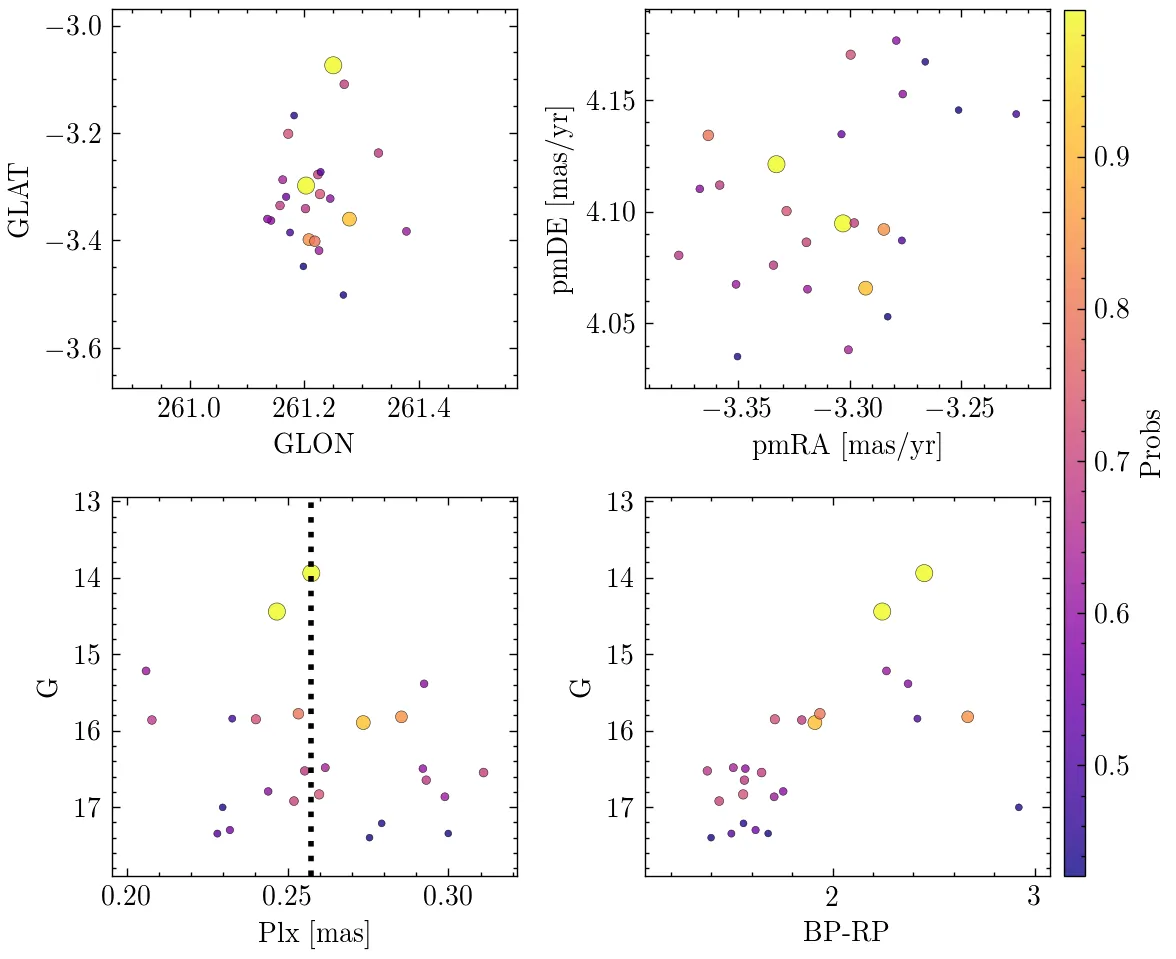 −3.0
−3.2
−3.4
−3.6
GLAT
261.0 261.2 261.4
GLON
4.15
4.10
4.05
pmDE [mas/yr]
−3.35 −3.30 −3.25
pmRA [mas/yr]
13
14
15
16
17
G
0.20 0.25 0.30
Plx [mas]
13
14
15
16
17
G
2 3
BP-RP
0.9
0.8
0.7
0.6
0.5
Probs